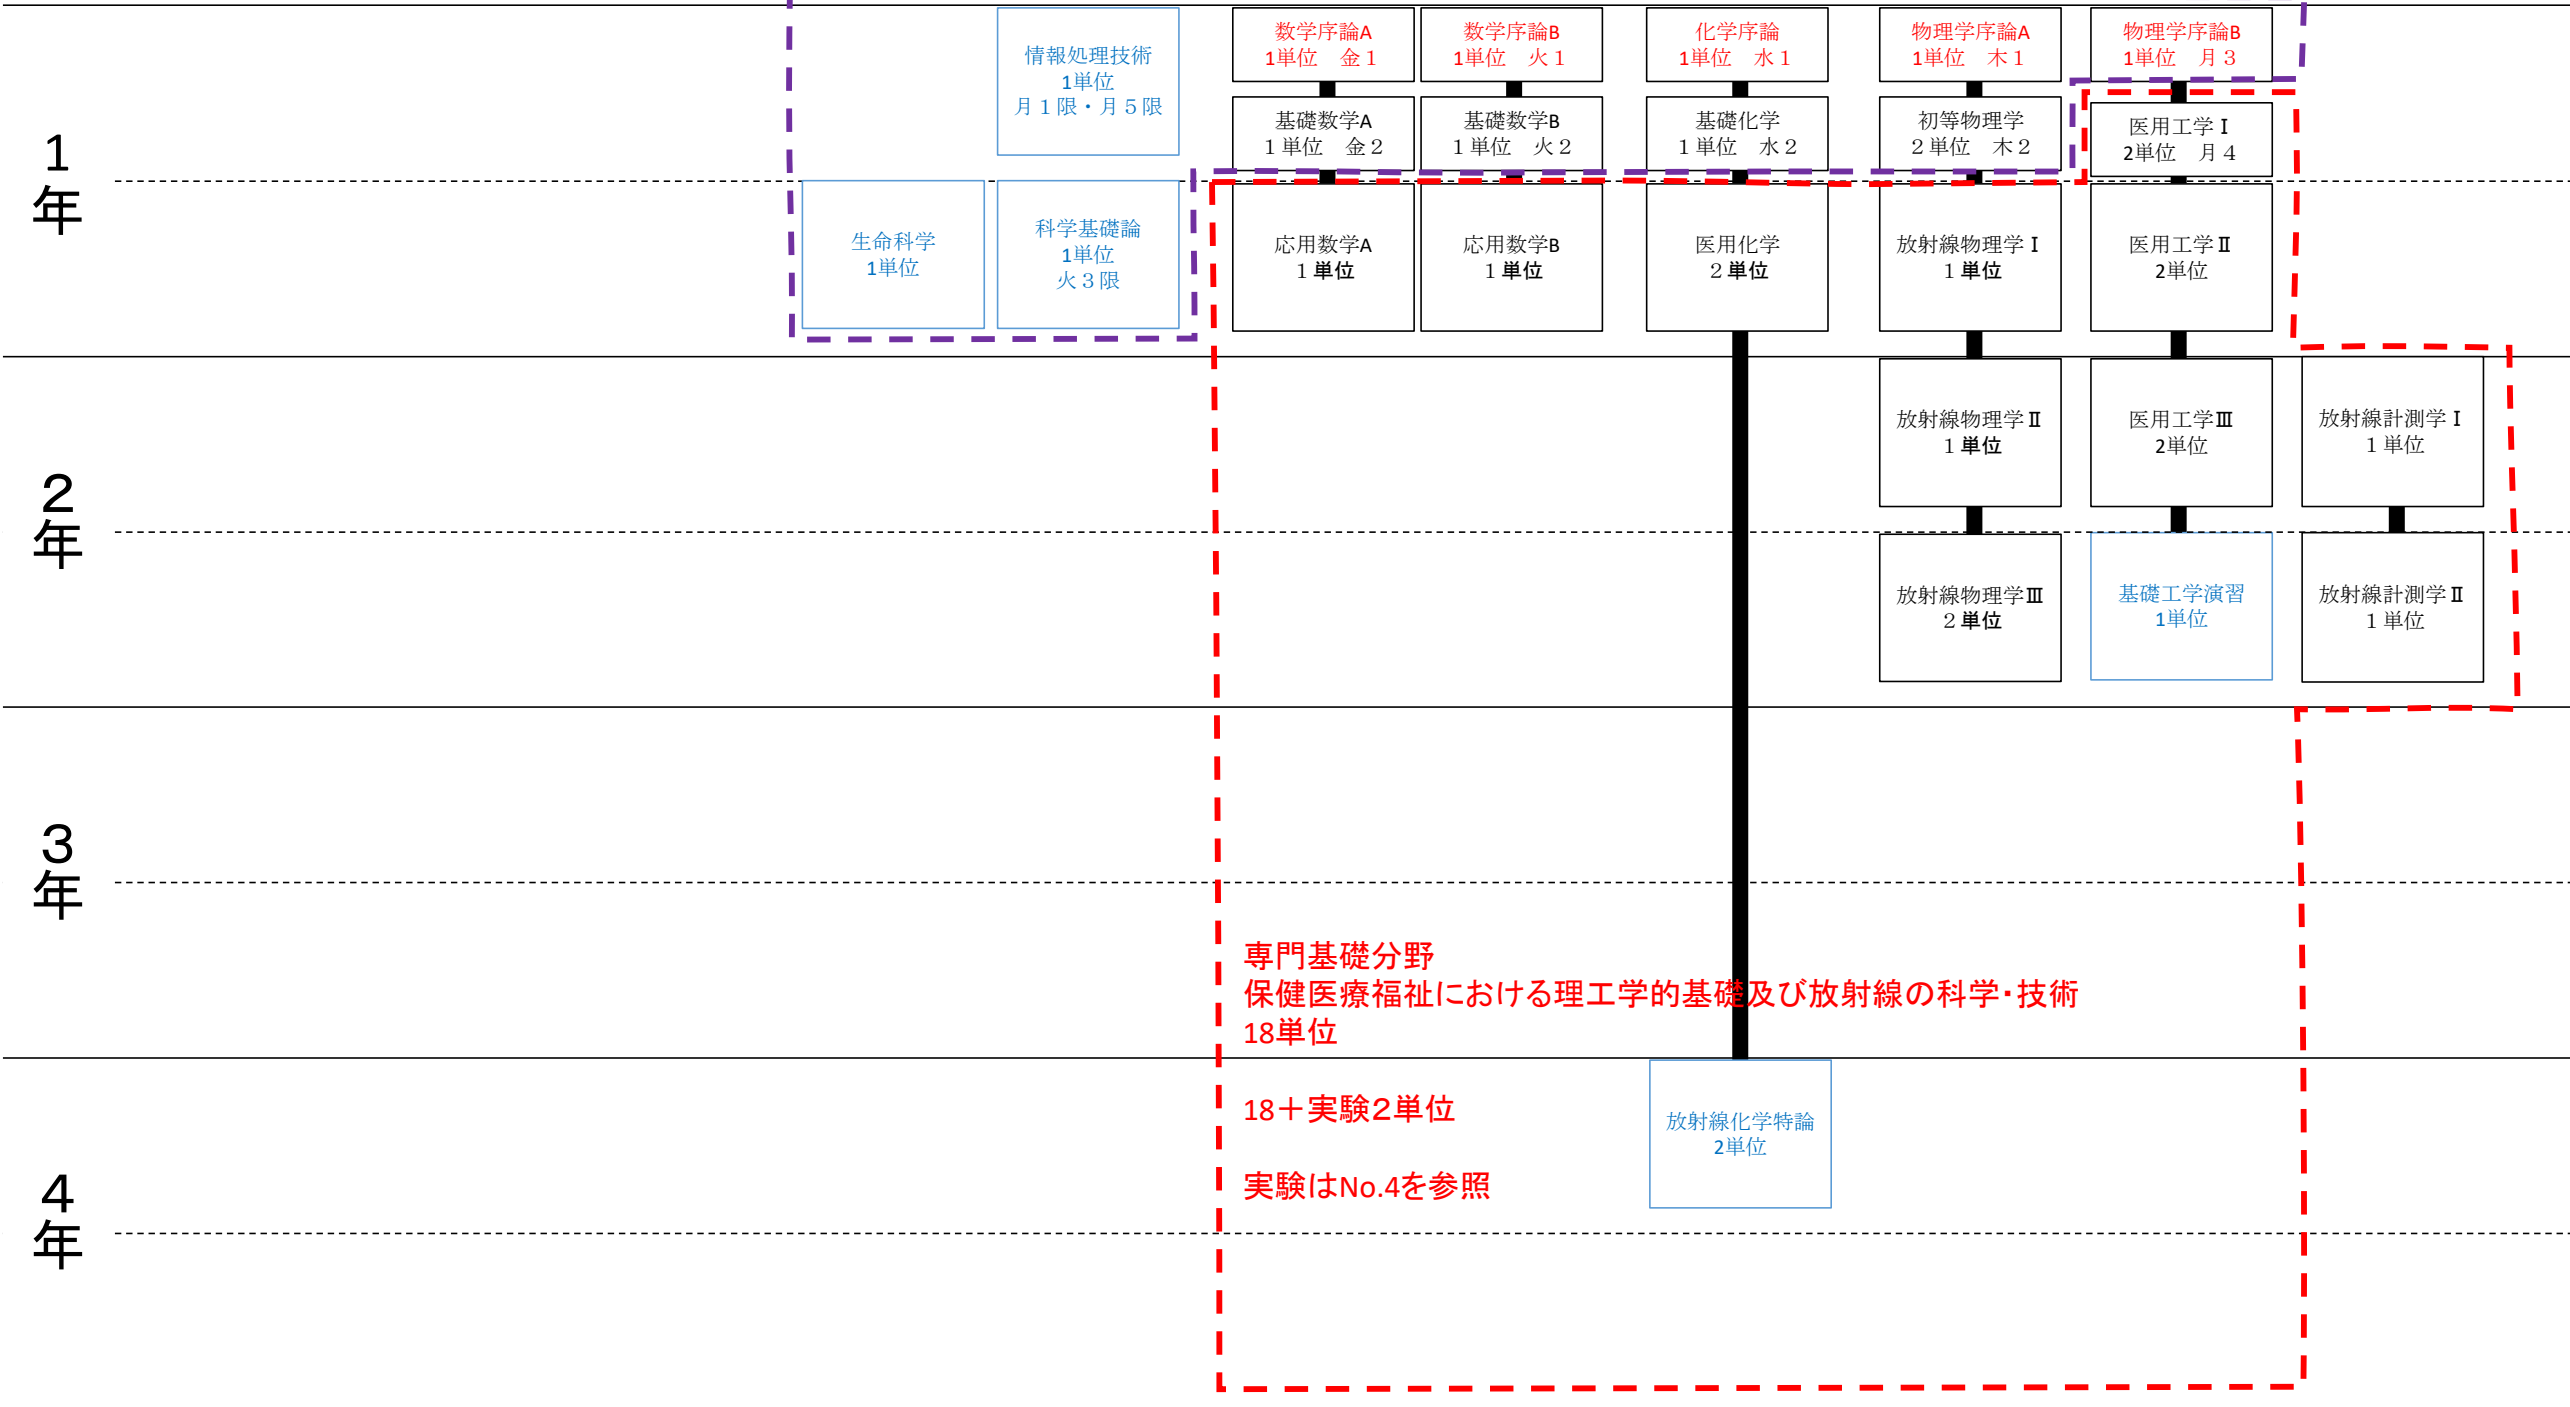 1
年
情報処理技術
1単位
月１限・月５限
数学序論A
1単位　金１
数学序論B
1単位　火１
化学序論
1単位　水１
物理学序論A
1単位　木１
物理学序論B
1単位　月３
基礎数学A
１単位　金２
基礎数学B
１単位　火２
基礎化学
１単位　水２
初等物理学
２単位　木２
医用工学Ⅰ
2単位　月４
生命科学
1単位
科学基礎論
1単位
火３限
応用数学A
１単位
応用数学B
１単位
医用化学
２単位
放射線物理学Ⅰ
１単位
医用工学Ⅱ
2単位
2
年
放射線物理学Ⅱ
１単位
医用工学Ⅲ
2単位
放射線計測学Ⅰ
１単位
放射線物理学Ⅲ
２単位
基礎工学演習
1単位
放射線計測学Ⅱ
１単位
3
年
専門基礎分野
保健医療福祉における理工学的基礎及び放射線の科学・技術
18単位
4
年
18＋実験2単位
実験はNo.4を参照
放射線化学特論
2単位